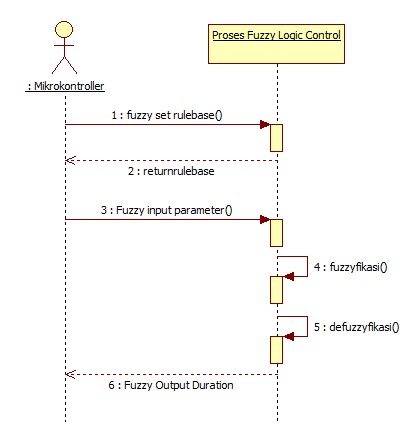 Proses Fuzzy Logic Control
: Mikrokontroller
1 : fuzzy set rulebase()
2 : returnrulebase
3 : Fuzzy input parameter()
4 : fuzzyfikasi()
5 : defuzzyfikasi()
6 : Fuzzy Output Duration